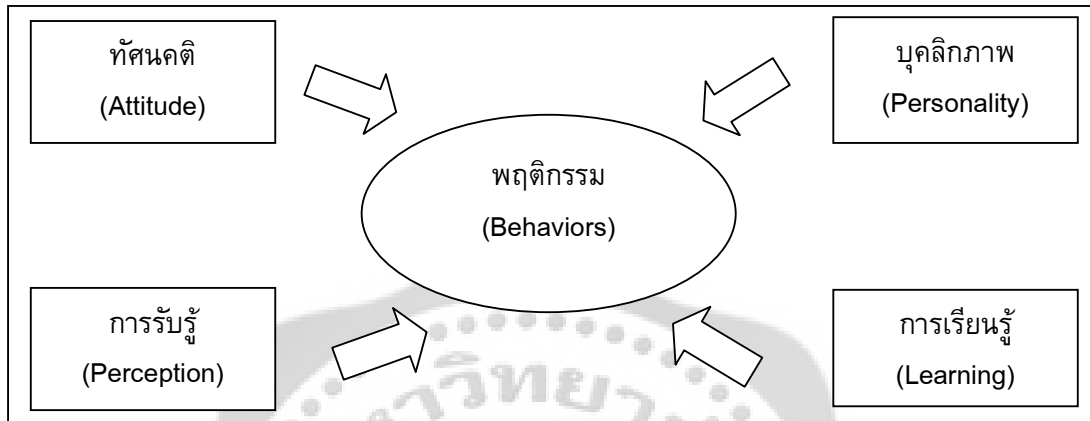 ทัศนคติ
(Attitude)
บุคลิกภาพ
(Personality)
พฤติกรรม
(Behaviors)
การรับรู้
(Perception)
การเรียนรู้
(Learning)